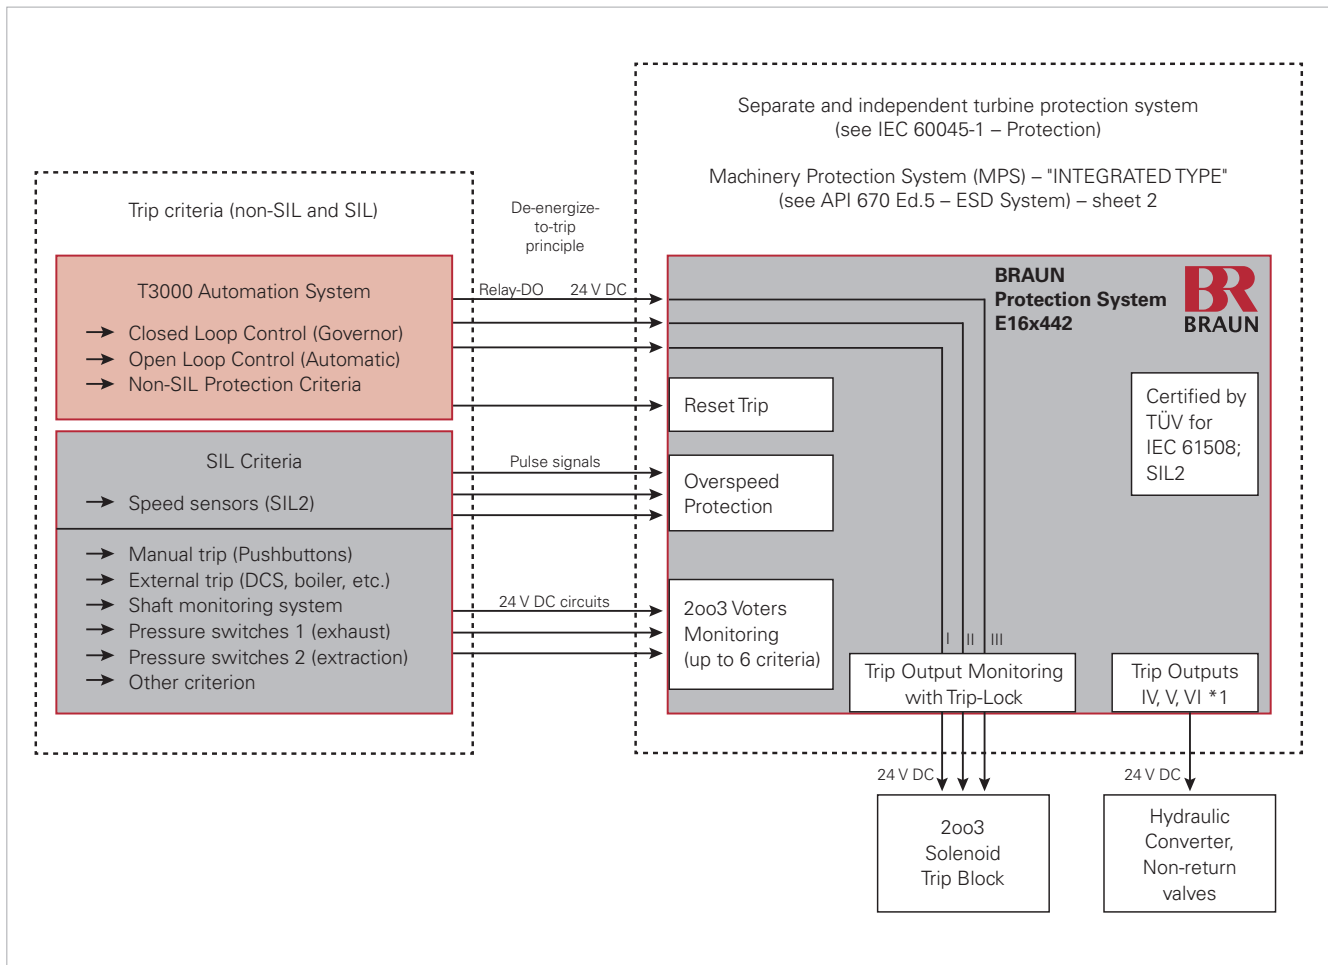 Separate and independent turbine protection system
(see IEC 60045-1 – Protection)
Machinery Protection System (MPS) – "INTEGRATED TYPE"
(see API 670 Ed.5 – ESD System) – sheet 2
Trip criteria (non-SIL and SIL)
De-energize-
to-trip
principle
T3000 Automation System
Closed Loop Control (Governor)
Open Loop Control (Automatic)
Non-SIL Protection Criteria
Relay-DO 24 V DC
BRAUN
Protection System
E16x442
BR
BRAUN
Reset Trip
Certified by
TÜV for
IEC 61508;
SIL2
SIL Criteria
Speed sensors (SIL2)
Pulse signals
Overspeed
Protection
Manual trip (Pushbuttons)
External trip (DCS, boiler, etc.)
Shaft monitoring system
Pressure switches 1 (exhaust)
Pressure switches 2 (extraction)
Other criterion
24 V DC circuits
2oo3 Voters
Monitoring
(up to 6 criteria)
I II III
Trip Output Monitoring
with Trip-Lock
Trip Outputs
IV, V, VI *1
24 V DC
24 V DC
2oo3
Solenoid
Trip Block
Hydraulic
Converter,
Non-return
valves